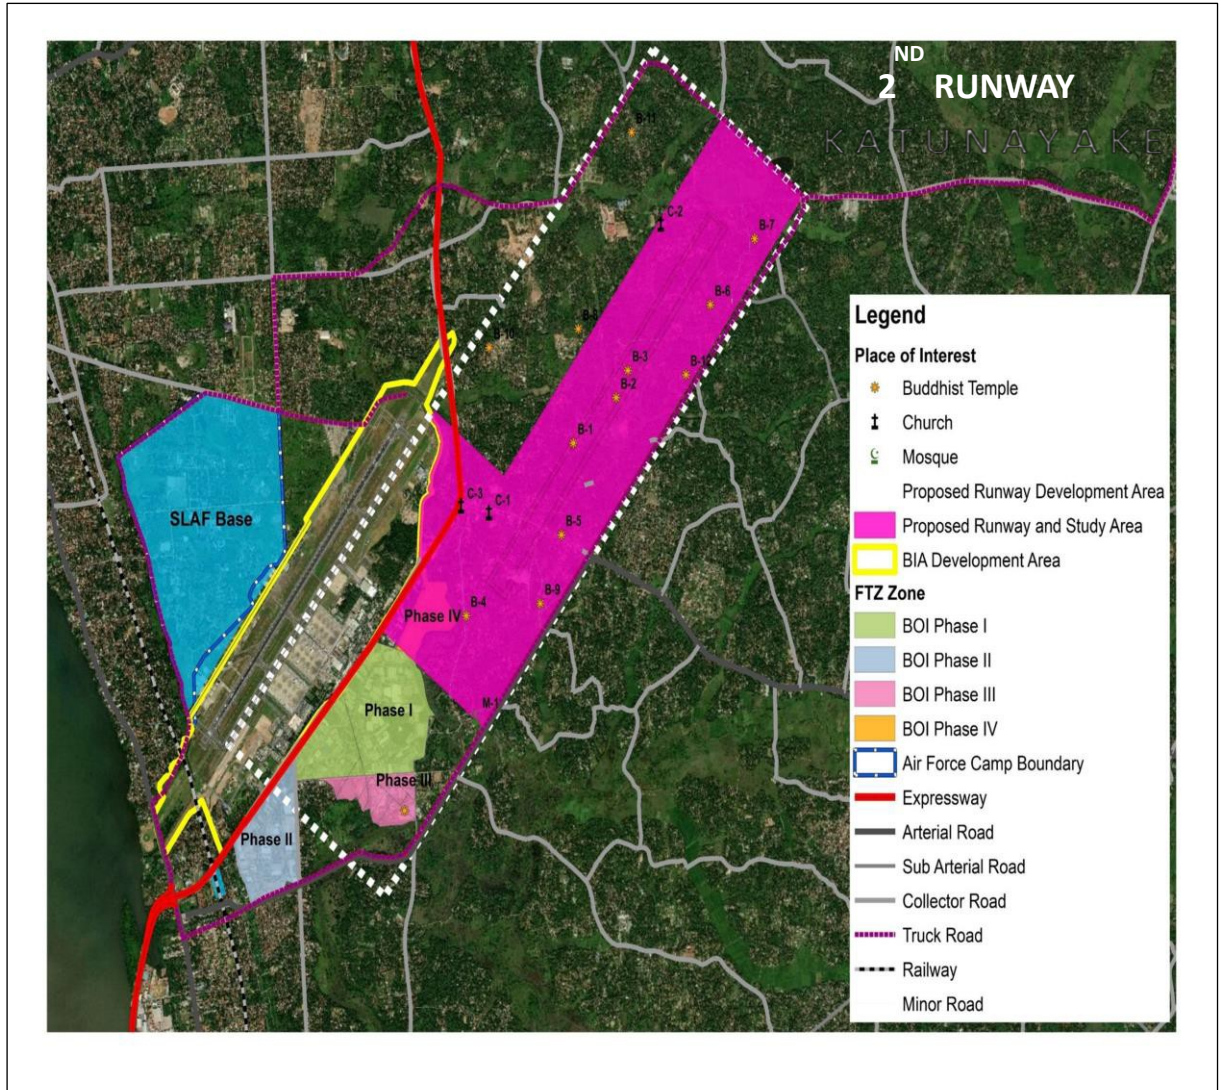 2ND RUNWAY
KATUNAYAKE
B-11
C-2
B-7
B-6
B-3
B-2
B-1
C-3
C-1
SLAF Base
B-5
Phase IV
B-4
B-9
M-1
Phase I
Phase III
Phase II
Legend
Place of Interest
Buddhist Temple
Church
Mosque
Proposed Runway Development Area
Proposed Runway and Study Area
BIA Development Area
FTZ Zone
BOI Phase I
BOI Phase II
BOI Phase III
BOI Phase IV
Air Force Camp Boundary
Expressway
Arterial Road
Sub Arterial Road
Collector Road
Truck Road
Railway
Minor Road